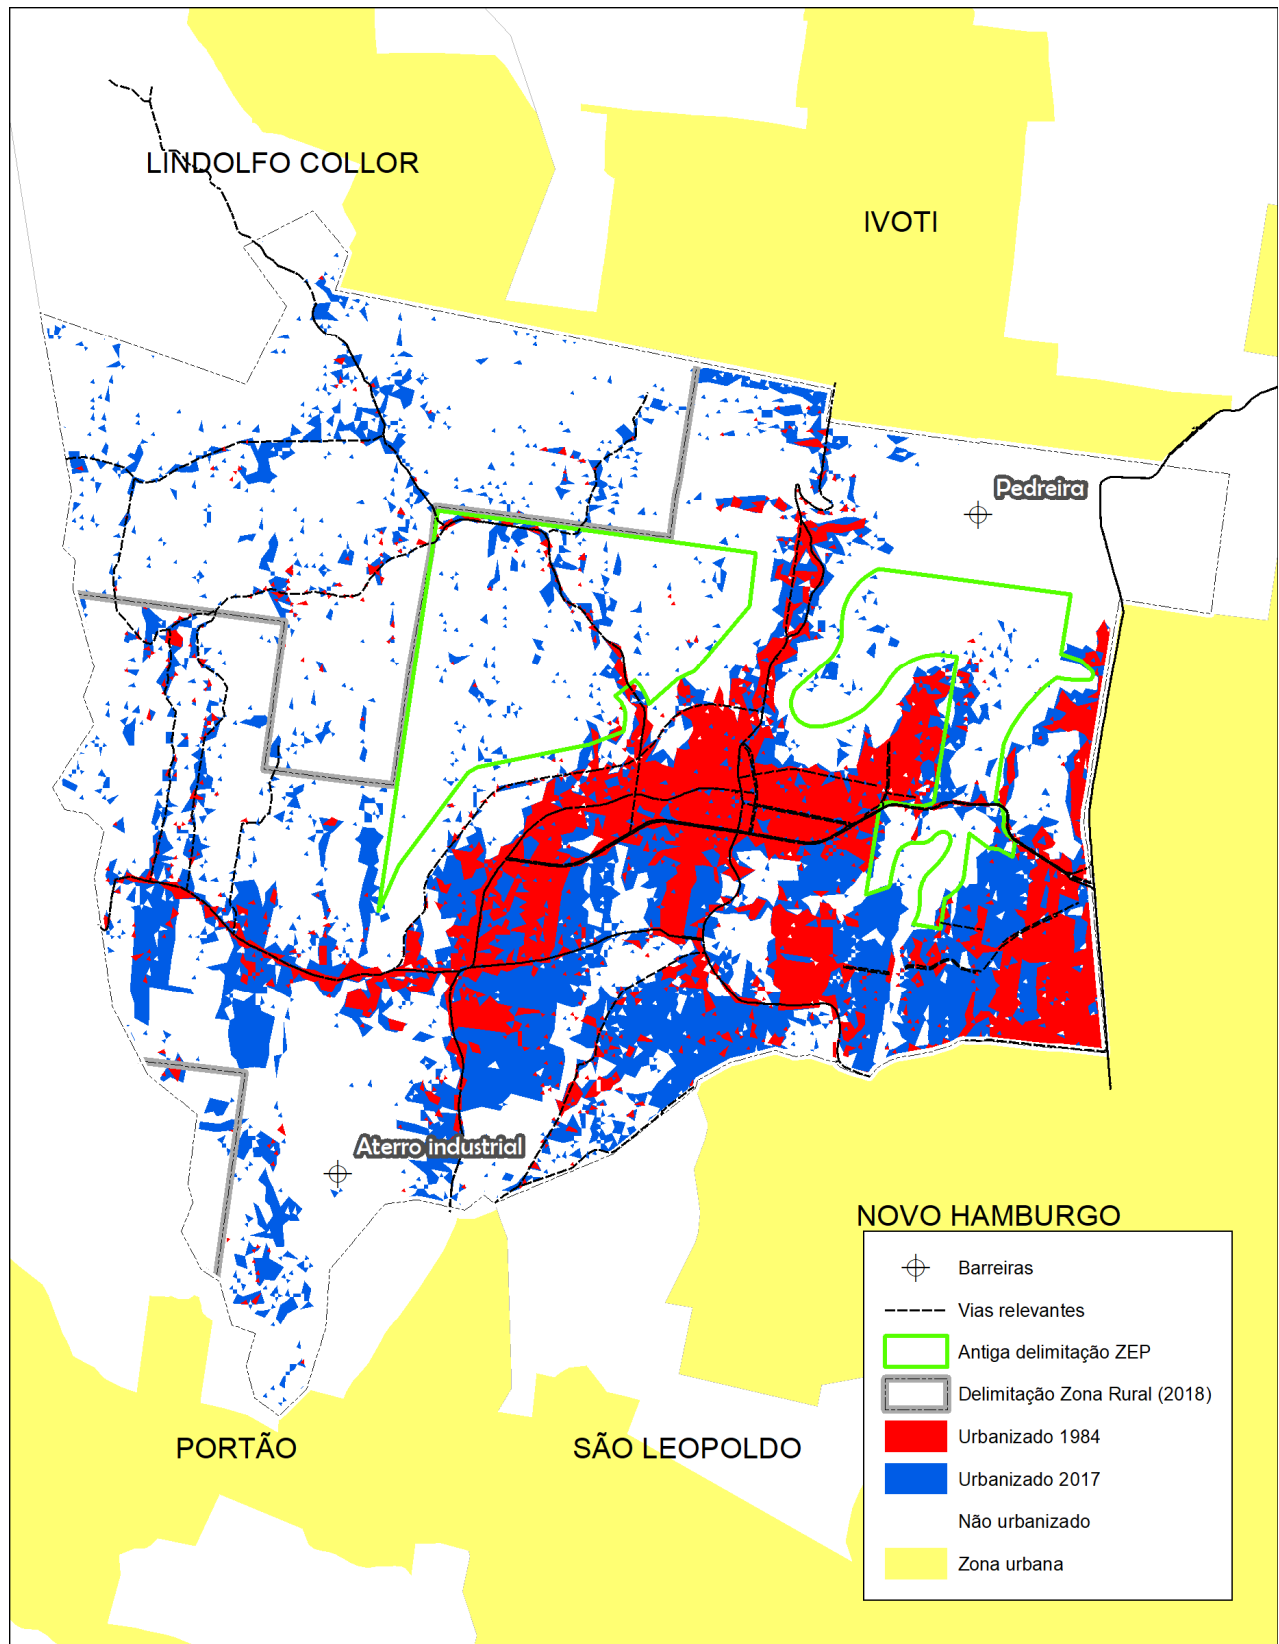 LINDOLFO COLLOR
IVOTI
Pedreira
Aterro industrial
NOVO HAMBURGO
Barreiras
Vias relevantes
Antiga delimitação ZEP
Delimitação Zona Rural (2018)
Urbanizado 1984
Urbanizado 2017
Não urbanizado
Zona urbana
PORTÃO
SÃO LEOPOLDO